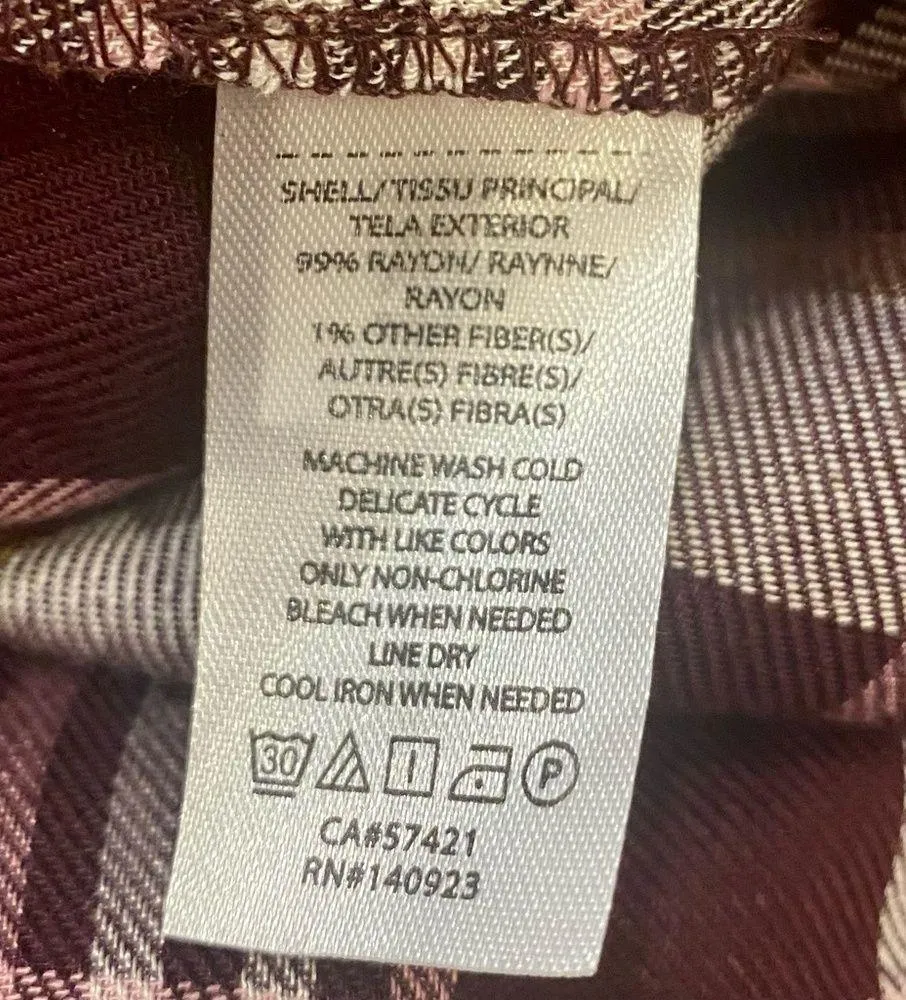 SHELL/TISSU PRINCIPAL/
TELA EXTERIOR
99% RAYON/ RAYNNE/
RAYON
1% OTHER FIBER(S)/
AUTRE(S) FIBRE(S)/
OTRA(S) FIBRA(S)
MACHINE WASH COLD
DELICATE CYCLE
WITH LIKE COLORS
ONLY NON-CHLORINE
BLEACH WHEN NEEDED
LINE DRY
COOL IRON WHEN NEEDED
30 P
CA#57421
RN#140923